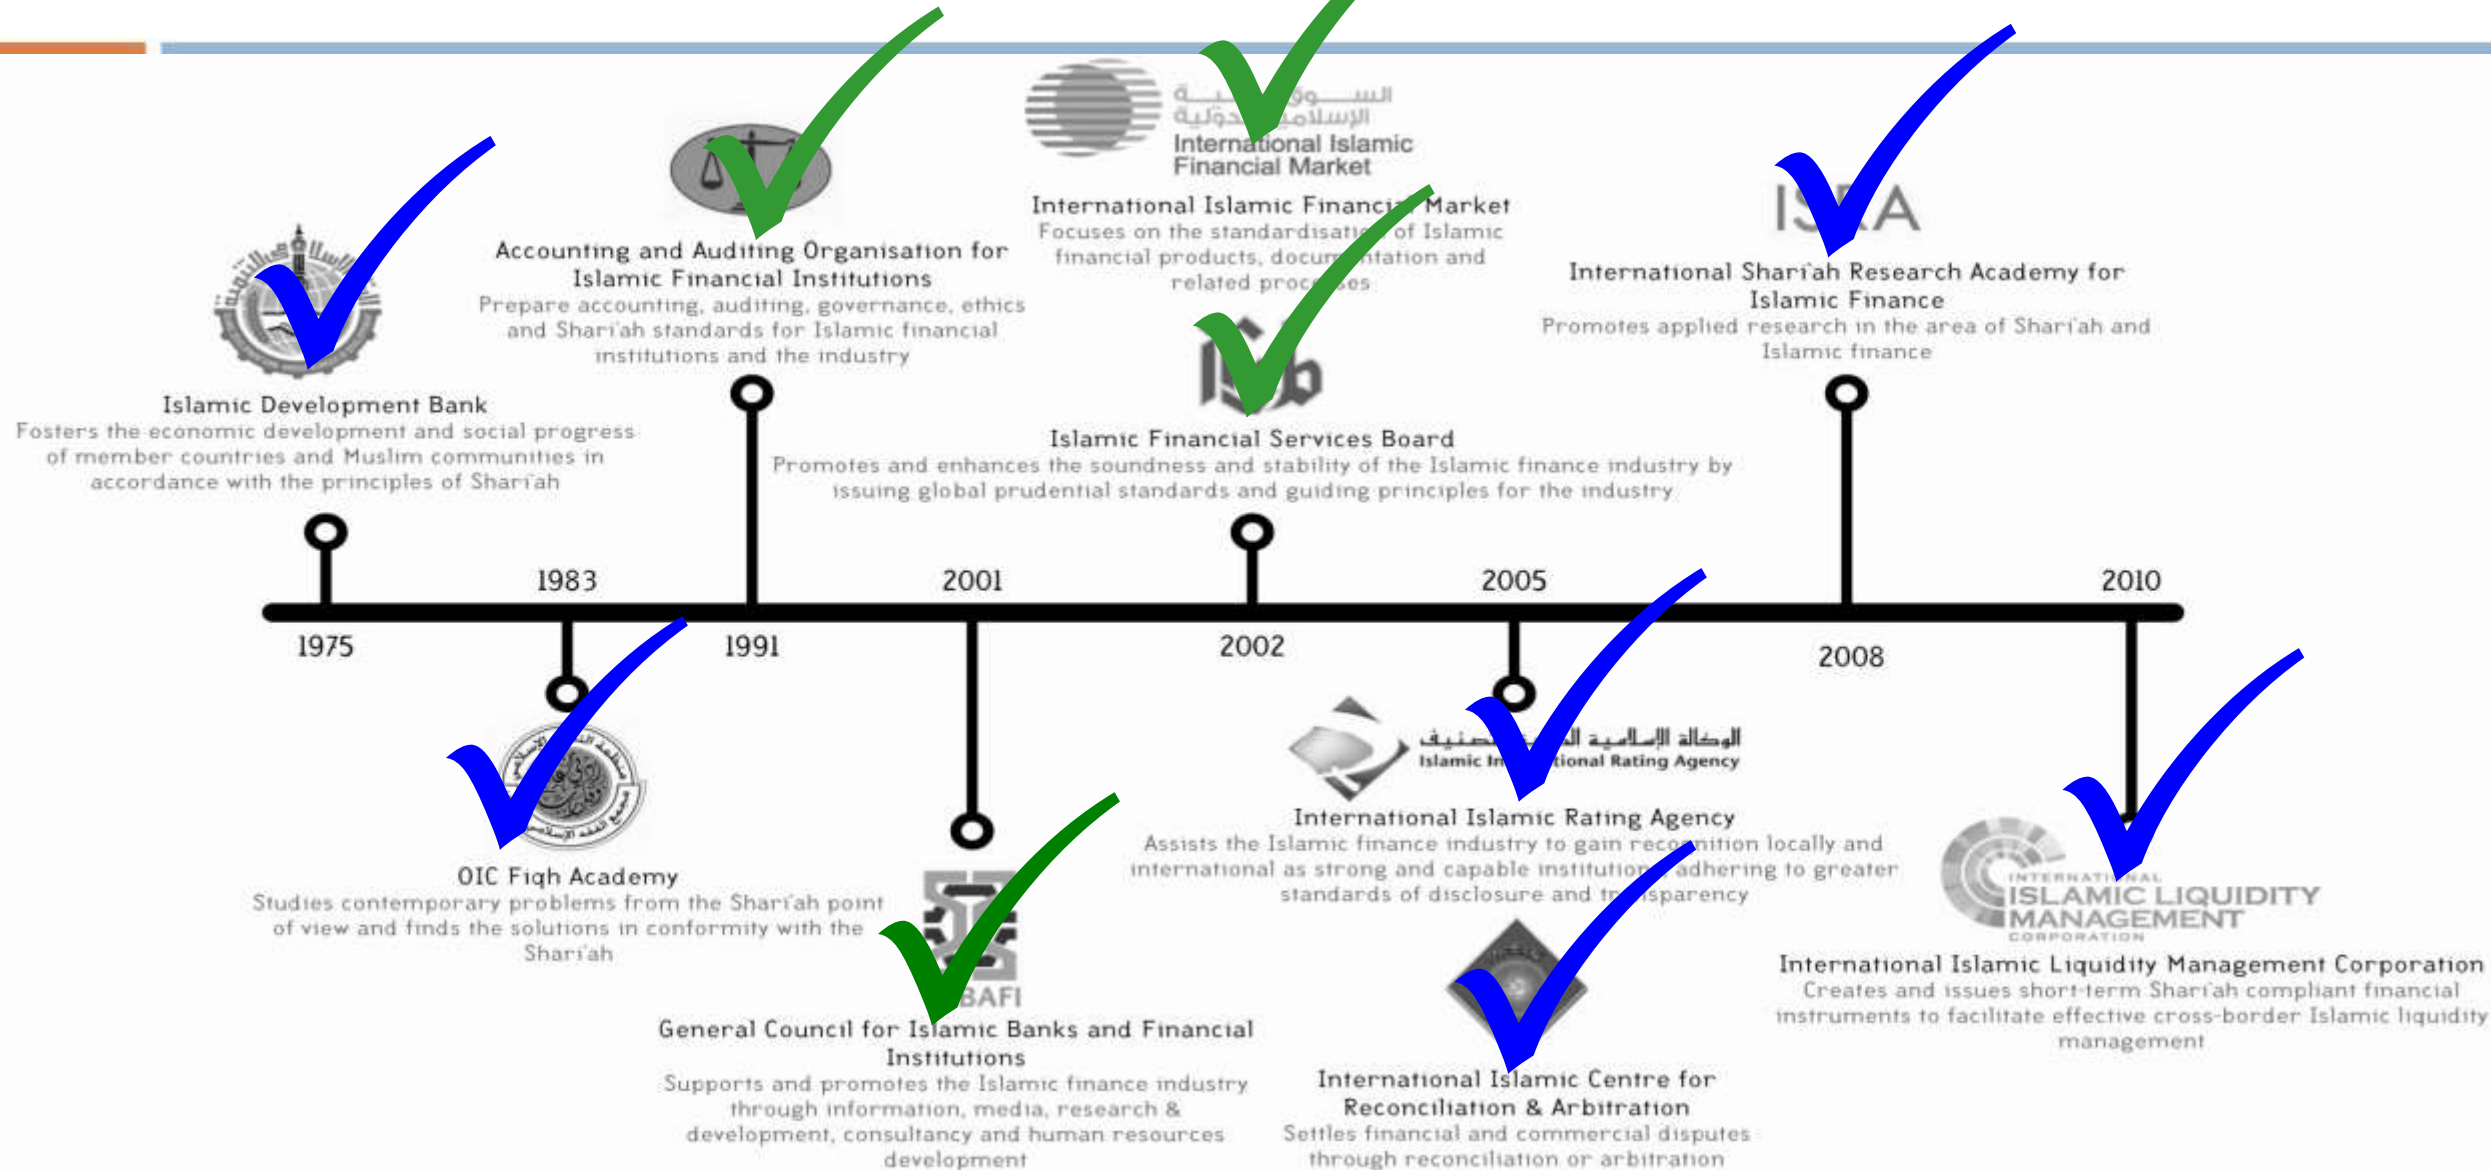 الإسلامية
International Islamic
Financial Market
International Islamic Financial Market
Focuses on the standardisation of Islamic
financial products, documentation and
related processes
ISRA
International Shari'ah Research Academy for
Islamic Finance
Promotes applied research in the area of Shari'ah and
Islamic finance
Accounting and Auditing Organisation for
Islamic Financial Institutions
Prepare accounting, auditing, governance, ethics
and Shari'ah standards for Islamic financial
institutions and the industry
Islamic Development Bank
Fosters the economic development and social progress
of member countries and Muslim communities in
accordance with the principles of Shari'ah
Islamic Financial Services Board
Promotes and enhances the soundness and stability of the Islamic finance industry by
issuing global prudential standards and guiding principles for the industry
1983
2001
2005
2010
1975
1991
2002
2008
OIC Fiqh Academy
Studies contemporary problems from the Shari'ah point
of view and finds the solutions in conformity with the
Shari'ah
BAFI
General Council for Islamic Banks and Financial
Institutions
Supports and promotes the Islamic finance industry
through information, media, research &
development, consultancy and human resources
development
الوكالة الإسلامية
Islamic International Rating Agency
International Islamic Rating Agency
Assists the Islamic finance industry to gain recognition locally and
international as strong and capable institution adhering to greater
standards of disclosure and transparency
International Islamic Centre for
Reconciliation & Arbitration
Settles financial and commercial disputes
through reconciliation or arbitration
INTERNATIONAL
ISLAMIC LIQUIDITY
MANAGEMENT
CORPORATION
International Islamic Liquidity Management Corporation
Creates and issues short-term Shari'ah compliant financial
instruments to facilitate effective cross-border Islamic liquidity
management